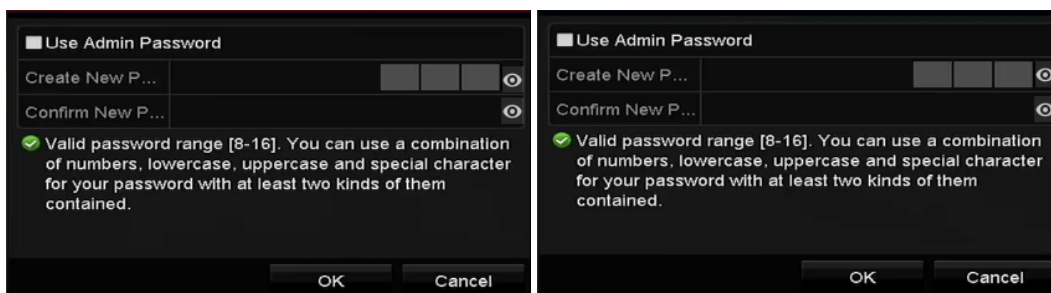 Use Admin Password
Create New P...
Confirm New P...
Valid password range [8-16]. You can use a combination
of numbers, lowercase, uppercase and special character
for your password with at least two kinds of them
contained.
OK Cancel
Use Admin Password
Create New P...
Confirm New P...
Valid password range [8-16]. You can use a combination
of numbers, lowercase, uppercase and special character
for your password with at least two kinds of them
contained.
OK Cancel